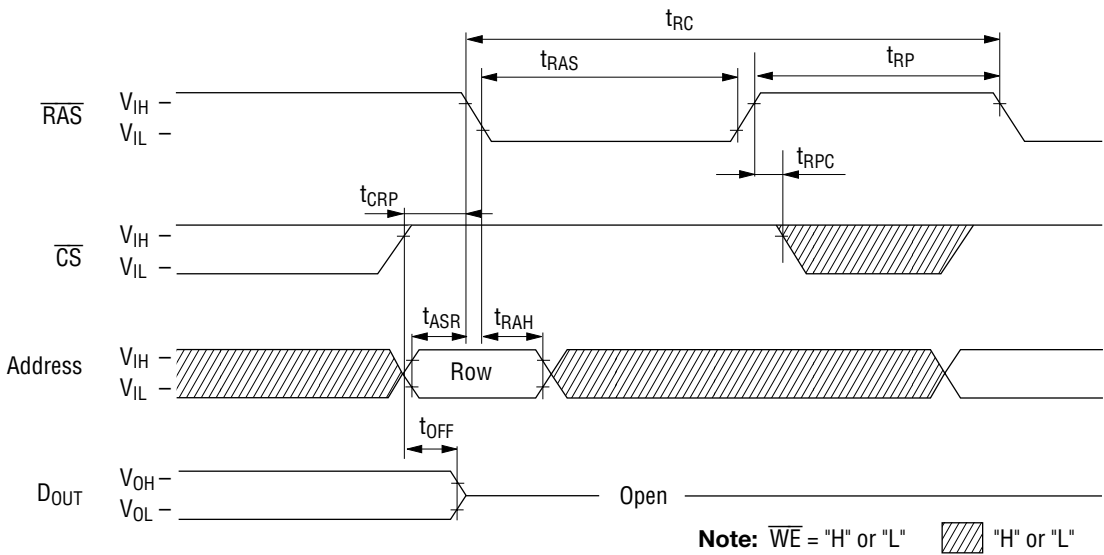 tRC
tRAS tRP
RAS VIH
VIL
tRPC
tCRP
CS VIH
VIL
tASR tRAH
Address VIH
VIL
Row
tOFF
DOUT VOH
VOL
Open
Note: WE = "H" or "L" "H" or "L"